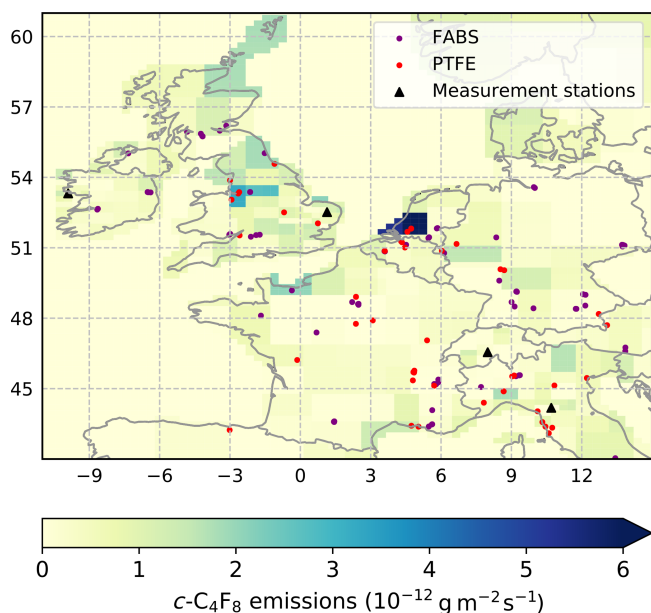 60
57
54
51
48
45
−9 −6 −3 0 3 6 9 12
FABS
PTFE
Measurement stations
0 1 2 3 4 5 6
c-C₄F₈ emissions (10⁻¹² g m⁻² s⁻¹)